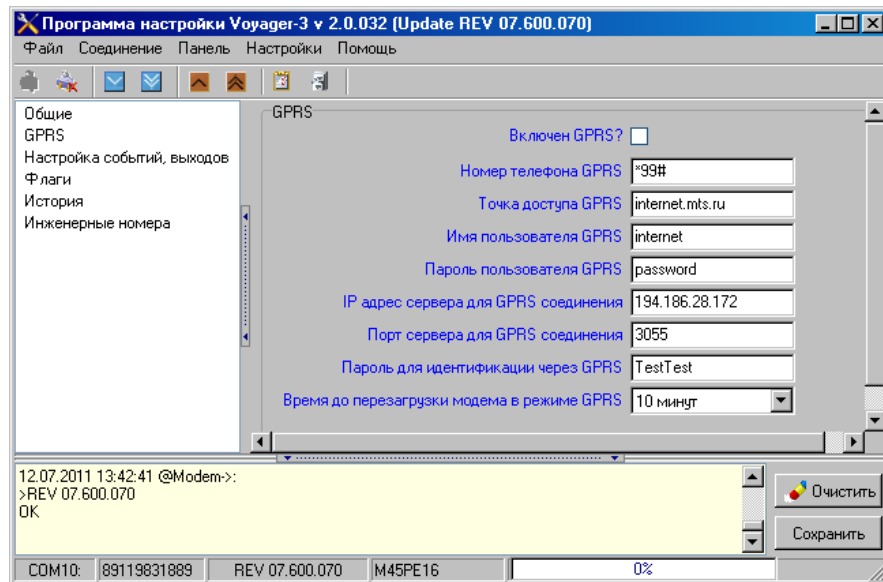 Программа настройки Voyager-3 v 2.0.032 (Update REV 07.600.070)
Файл Соединение Панель Настройки Помощь
Общие
GPRS
Настройка событий, выходов
Флаги
История
Инженерные номера
GPRS
Включен GPRS?
Номер телефона GPRS *99#
Точка доступа GPRS internet.mts.ru
Имя пользователя GPRS internet
Пароль пользователя GPRS password
IP адрес сервера для GPRS соединения 194.186.28.172
Порт сервера для GPRS соединения 3055
Пароль для идентификации через GPRS TestTest
Время до перезагрузки модема в режиме GPRS 10 минут
12.07.2011 13:42:41 @Modem->:
>REV 07.600.070
OK
Очистить
Сохранить
COM10: 89119831889 REV 07.600.070 M45PE16 0%